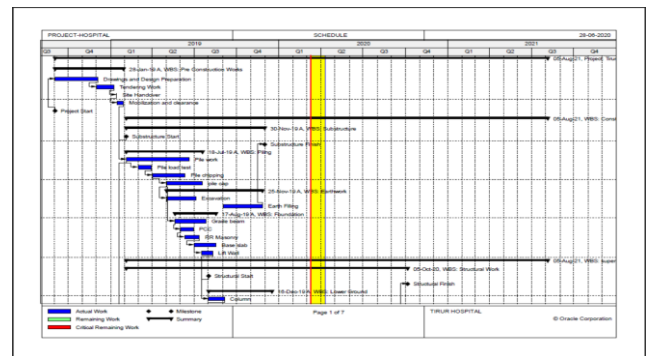 PROJECT-HOSPITAL SCHEDULE 28-06-2020
2019 2020 2021
Q3 Q4 Q1 Q2 Q3 Q4 Q1 Q2 Q3 Q4 Q1 Q2 Q3 Q4
08-Aug-21, Project, Tour
28-Jan-19 A, WBS: Pre Construction Works
Drawings and Design Preparation
Tendering Work
Site Handover
Mobilization and clearance
Project Start
08-Aug-21, WBS: Const
30-Nov-19 A, WBS: Substructure
Substructure Start
Substructure Finish
18-Jul-19 A, WBS: Piling
Pile work
Pile load test
Pile chipping
pile cap
25-Nov-19 A, WBS: Earthwork
Excavation
Earth Filling
17-Aug-19 A, WBS: Foundation
Grade beam
PCC
RR Masonry
Base slab
Lift Wall
08-Aug-21, WBS: super
05-Oct-20, WBS: Structural Work
Structural Start
Structural Finish
18-Dec-19 A, WBS: Lower Ground
Column
Actual Work Milestone Page 1 of 7 TIRUR HOSPITAL
Remaining Work Summary © Oracle Corporation
Critical Remaining Work